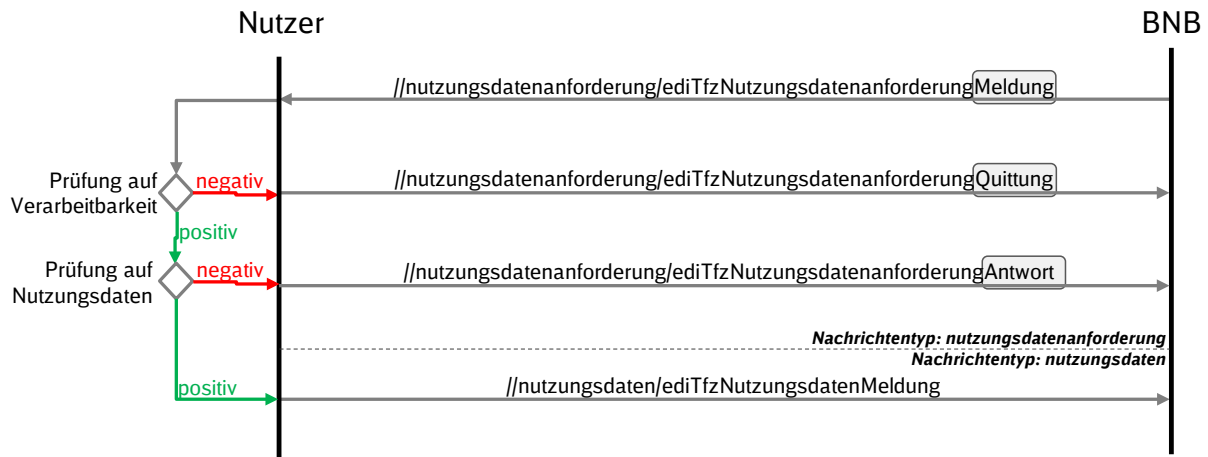 Nutzer
BNB
//nutzungsdatenanforderung/ediTfzNutzungsdatenanforderungMeldung
Prüfung auf
Verarbeitbarkeit
negativ
//nutzungsdatenanforderung/ediTfzNutzungsdatenanforderungQuittung
positiv
Prüfung auf
Nutzungsdaten
negativ
//nutzungsdatenanforderung/ediTfzNutzungsdatenanforderungAntwort
Nachrichtentyp: nutzungsdatenanforderung
Nachrichtentyp: nutzungsdaten
positiv
//nutzungsdaten/ediTfzNutzungsdatenMeldung